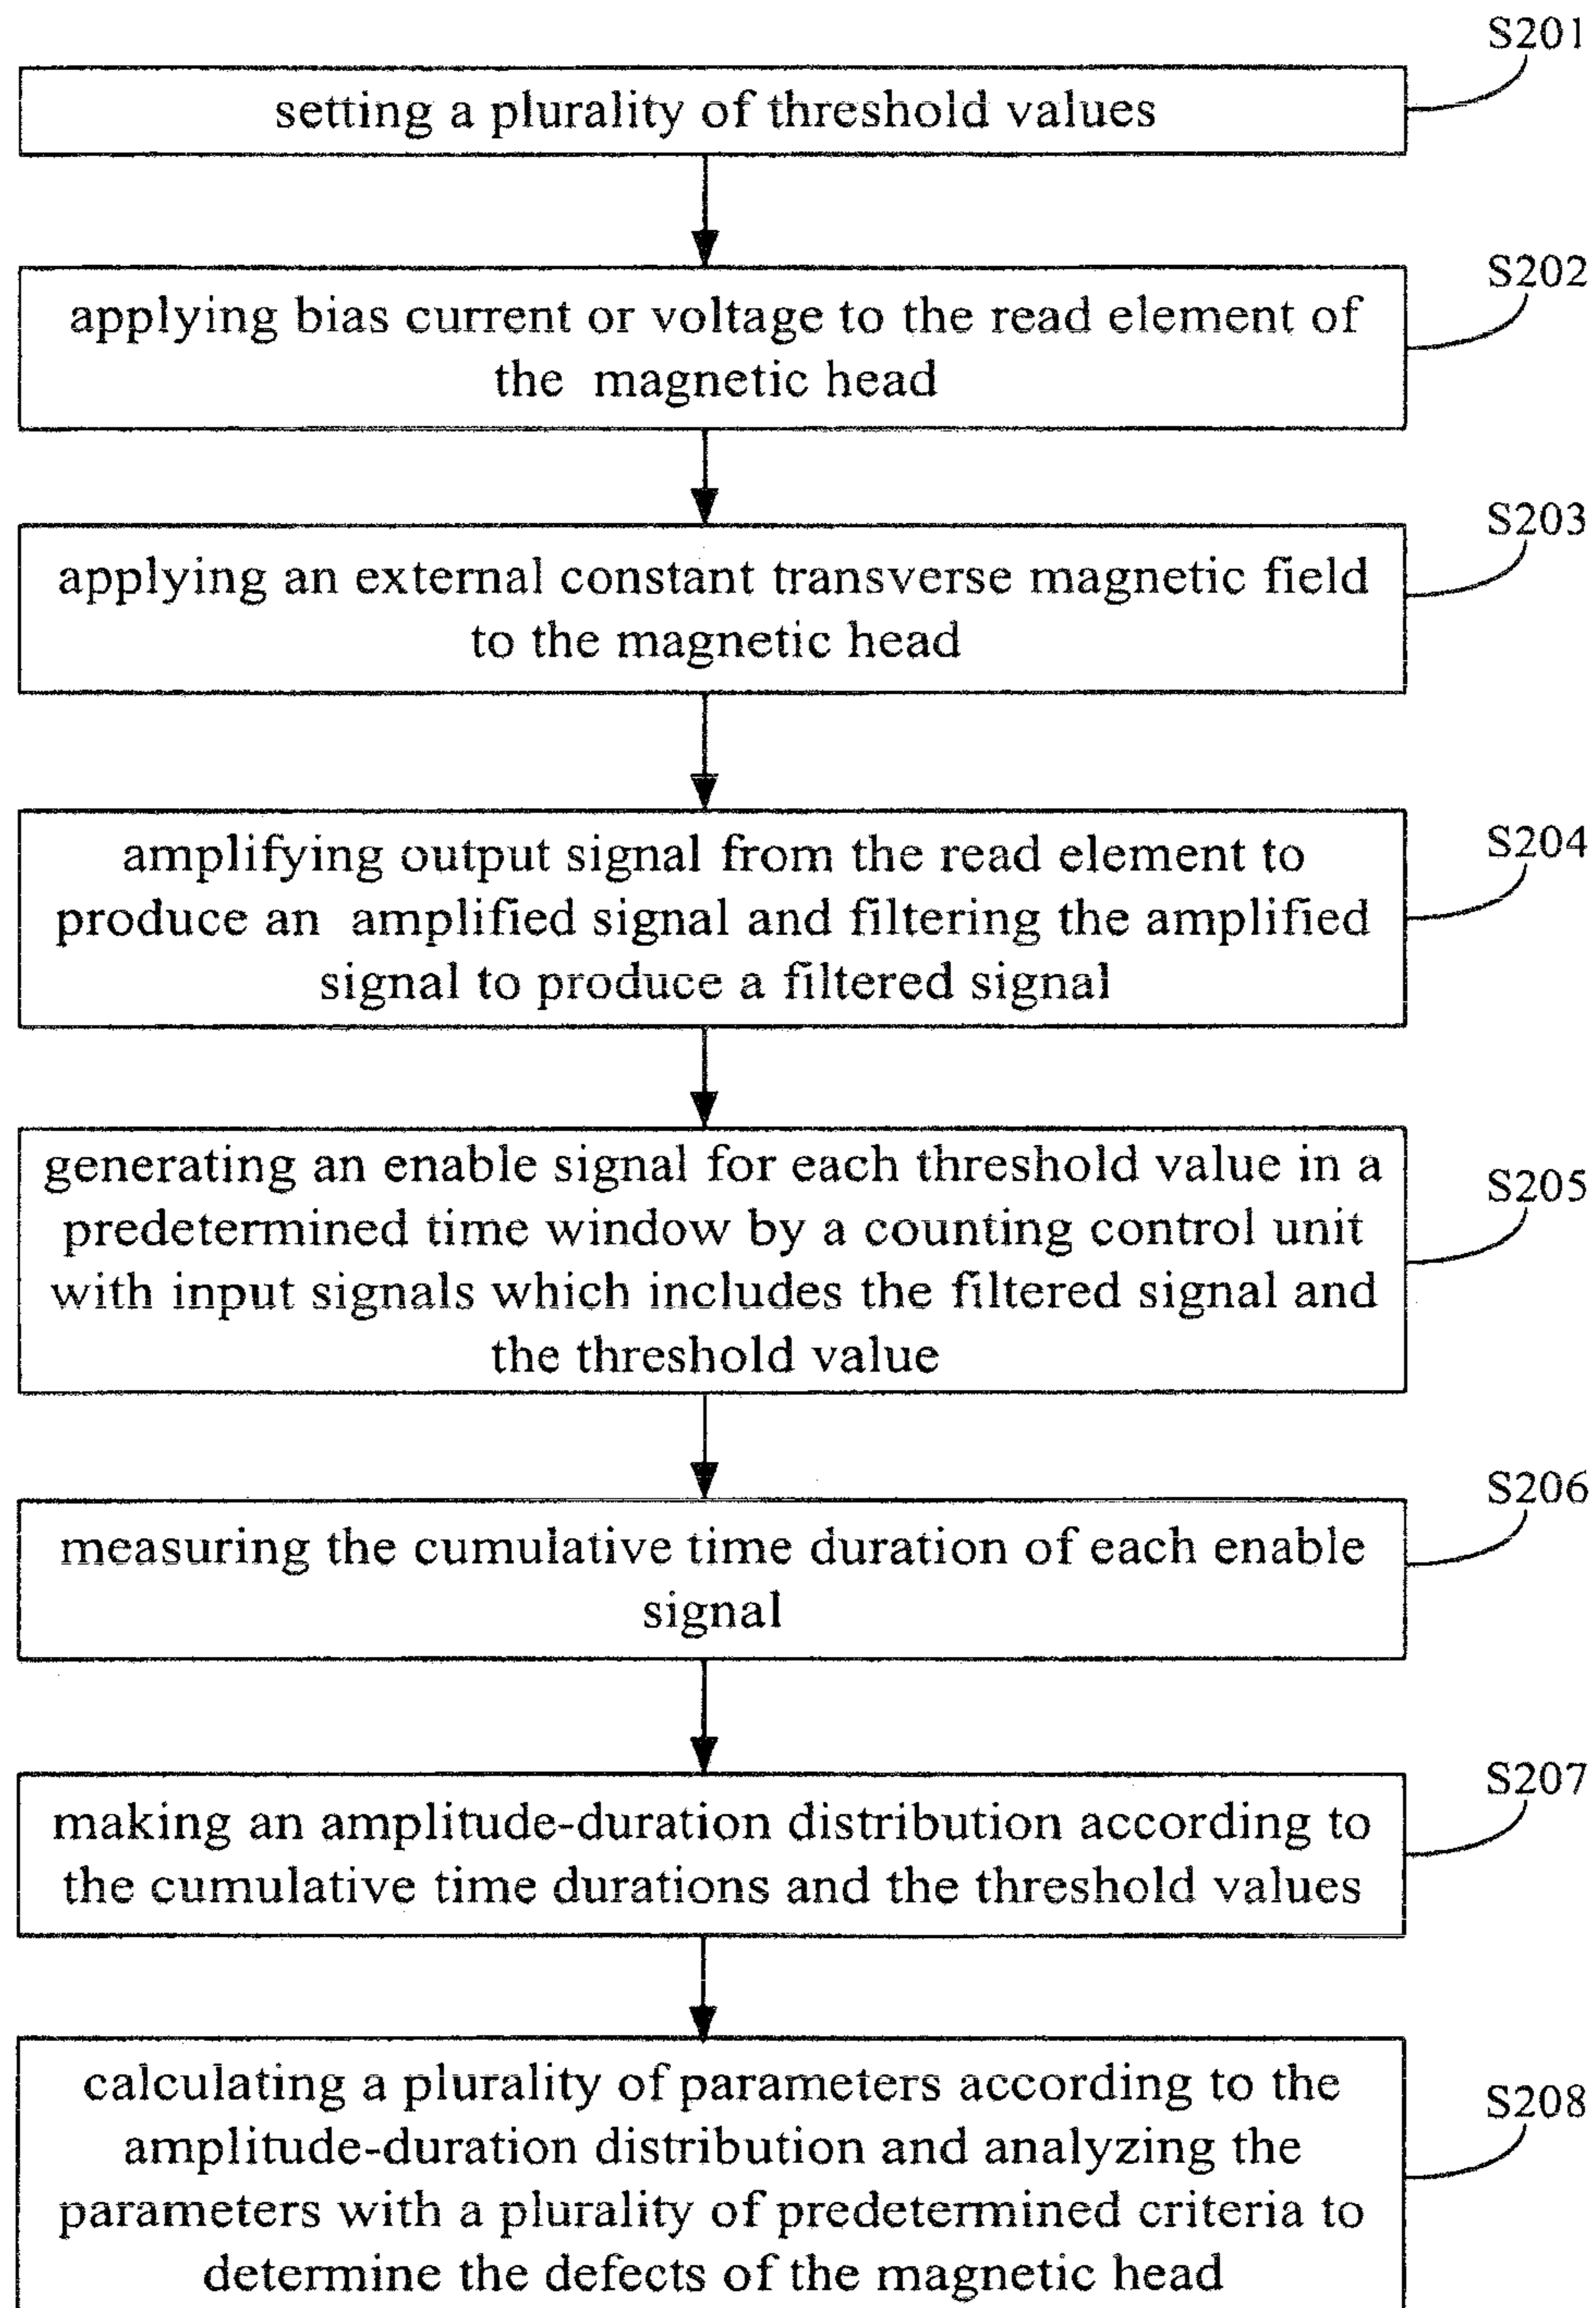 S201
setting a plurality of threshold values
S202
applying bias current or voltage to the read element of
the magnetic head
S203
applying an external constant transverse magnetic field
to the magnetic head
S204
amplifying output signal from the read element to
produce an amplified signal and filtering the amplified
signal to produce a filtered signal
S205
generating an enable signal for each threshold value in a
predetermined time window by a counting control unit
with input signals which includes the filtered signal and
the threshold value
S206
measuring the cumulative time duration of each enable
signal
S207
making an amplitude-duration distribution according to
the cumulative time durations and the threshold values
S208
calculating a plurality of parameters according to the
amplitude-duration distribution and analyzing the
parameters with a plurality of predetermined criteria to
determine the defects of the magnetic head